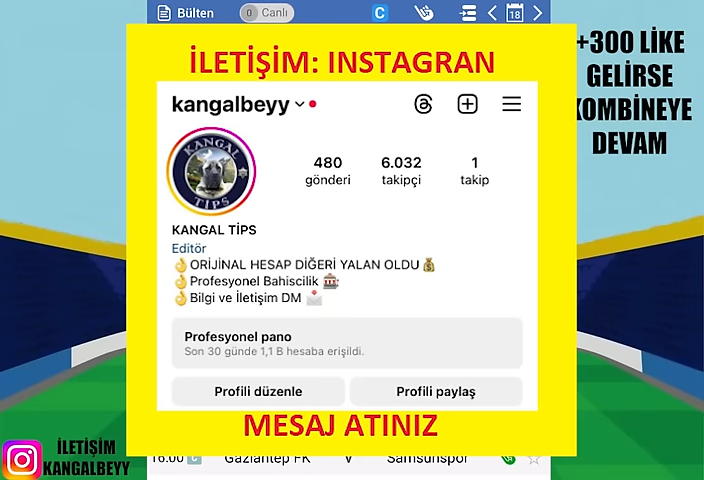 Bülten
0 Canlı
C
18
+300 LİKE
GELİRSE
KOMBİNEYE
DEVAM
İLETİŞİM: INSTAGRAN
kangalbeyy
KANGAL
TİPS
480
gönderi
6.032
takipçi
1
takip
KANGAL TİPS
Editör
👌ORİJİNAL HESAP DİĞERİ YALAN OLDU💰
👌Profesyonel Bahiscilik🎰
👌Bilgi ve İletişim DM 📩
Profesyonel pano
Son 30 günde 1,1 B hesaba erişildi.
Profili düzenle
Profili paylaş
MESAJ ATINIZ
16:00 C Gaziantep FK V Samsunspor
İLETİŞİM
KANGALBEYY